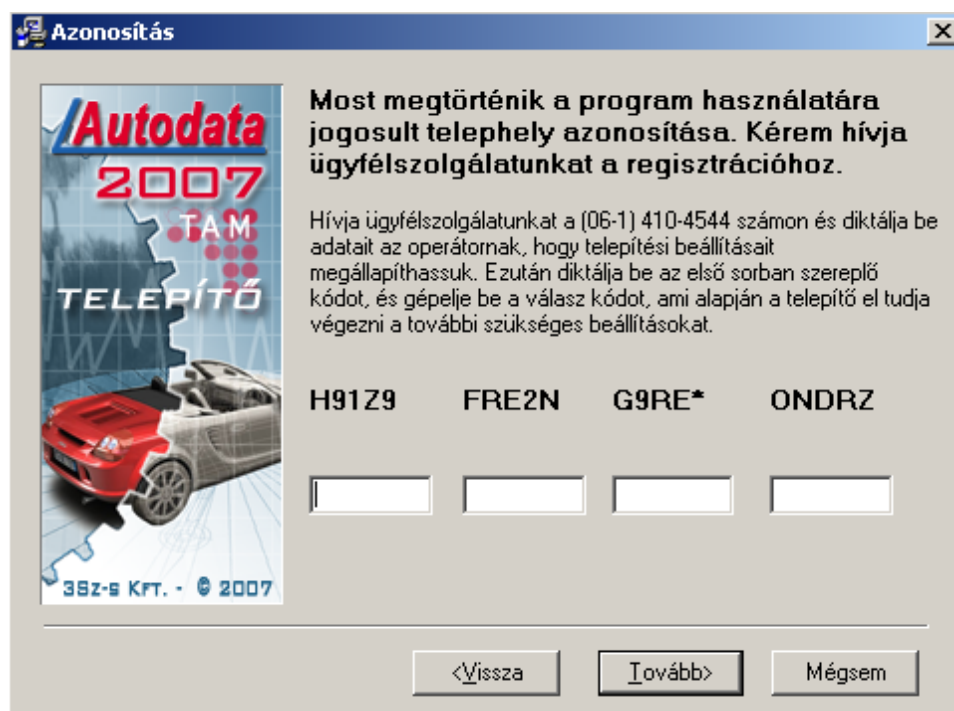 Azonosítás
Autodata
2007
TAM
TELEPÍTŐ
3Sz-s Kft. - © 2007
Most megtörténik a program használatára
jogosult telephely azonosítása. Kérem hívja
ügyfélszolgálatunkat a regisztrációhoz.
Hívja ügyfélszolgálatunkat a (06-1) 410-4544 számon és diktálja be
adatait az operátornak, hogy telepítési beállításait
megállapíthassuk. Ezután diktálja be az első sorban szereplő
kódot, és gépelje be a válasz kódot, ami alapján a telepítő el tudja
végezni a további szükséges beállításokat.
H91Z9 FRE2N G9RE* ONDRZ
<Vissza Tovább> Mégsem